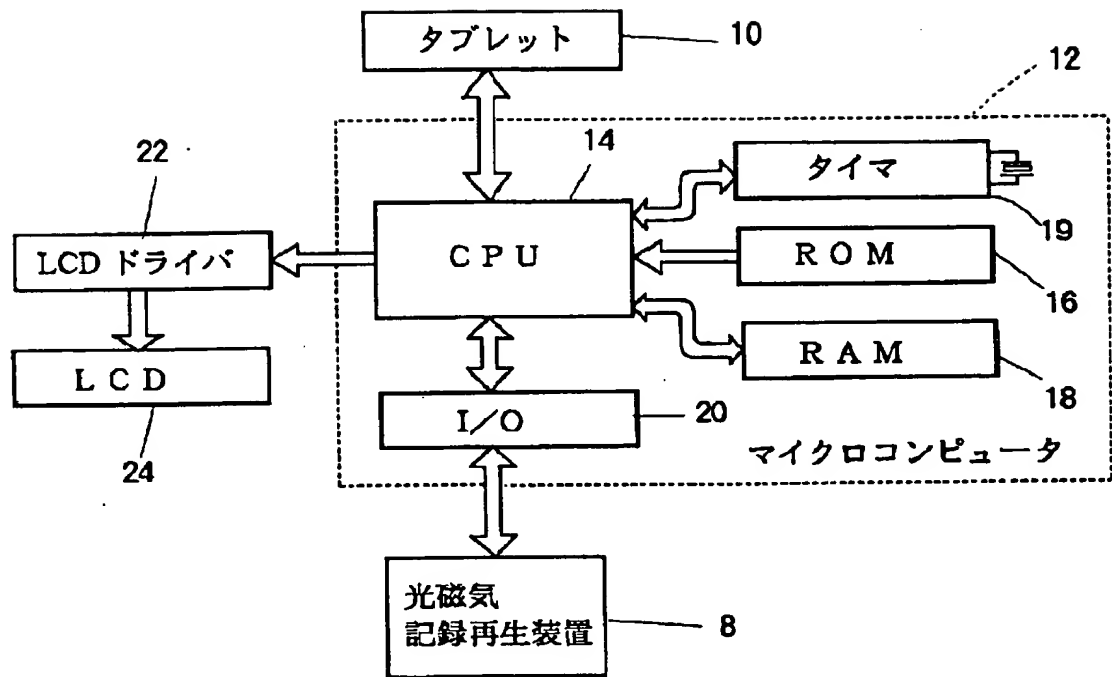 タブレット
10
12
14
タイマ
19
22
LCD ドライバ
CPU
ROM
16
LCD
24
RAM
18
I/O
20
マイクロコンピュータ
光磁気
記録再生装置
8